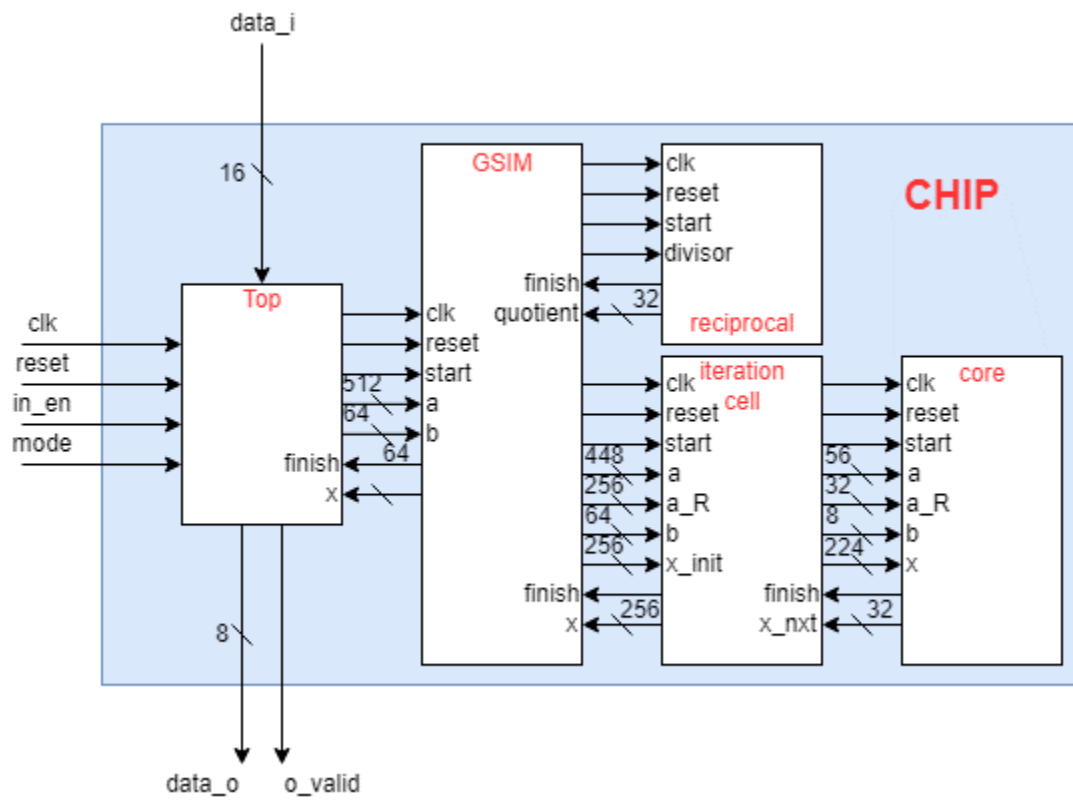 data_i
16
CHIP
Top
clk
reset
in_en
mode
finish
x
8
data_o
o_valid
GSIM
clk
reset
start
512
a
64
b
64
finish
quotient
finish
x
clk
reset
start
divisor
32
reciprocal
iteration
cell
clk
reset
start
448
a
256
a_R
64
b
256
x_init
256
finish
x_nxt
core
clk
reset
start
56
a
32
a_R
8
b
224
x
32